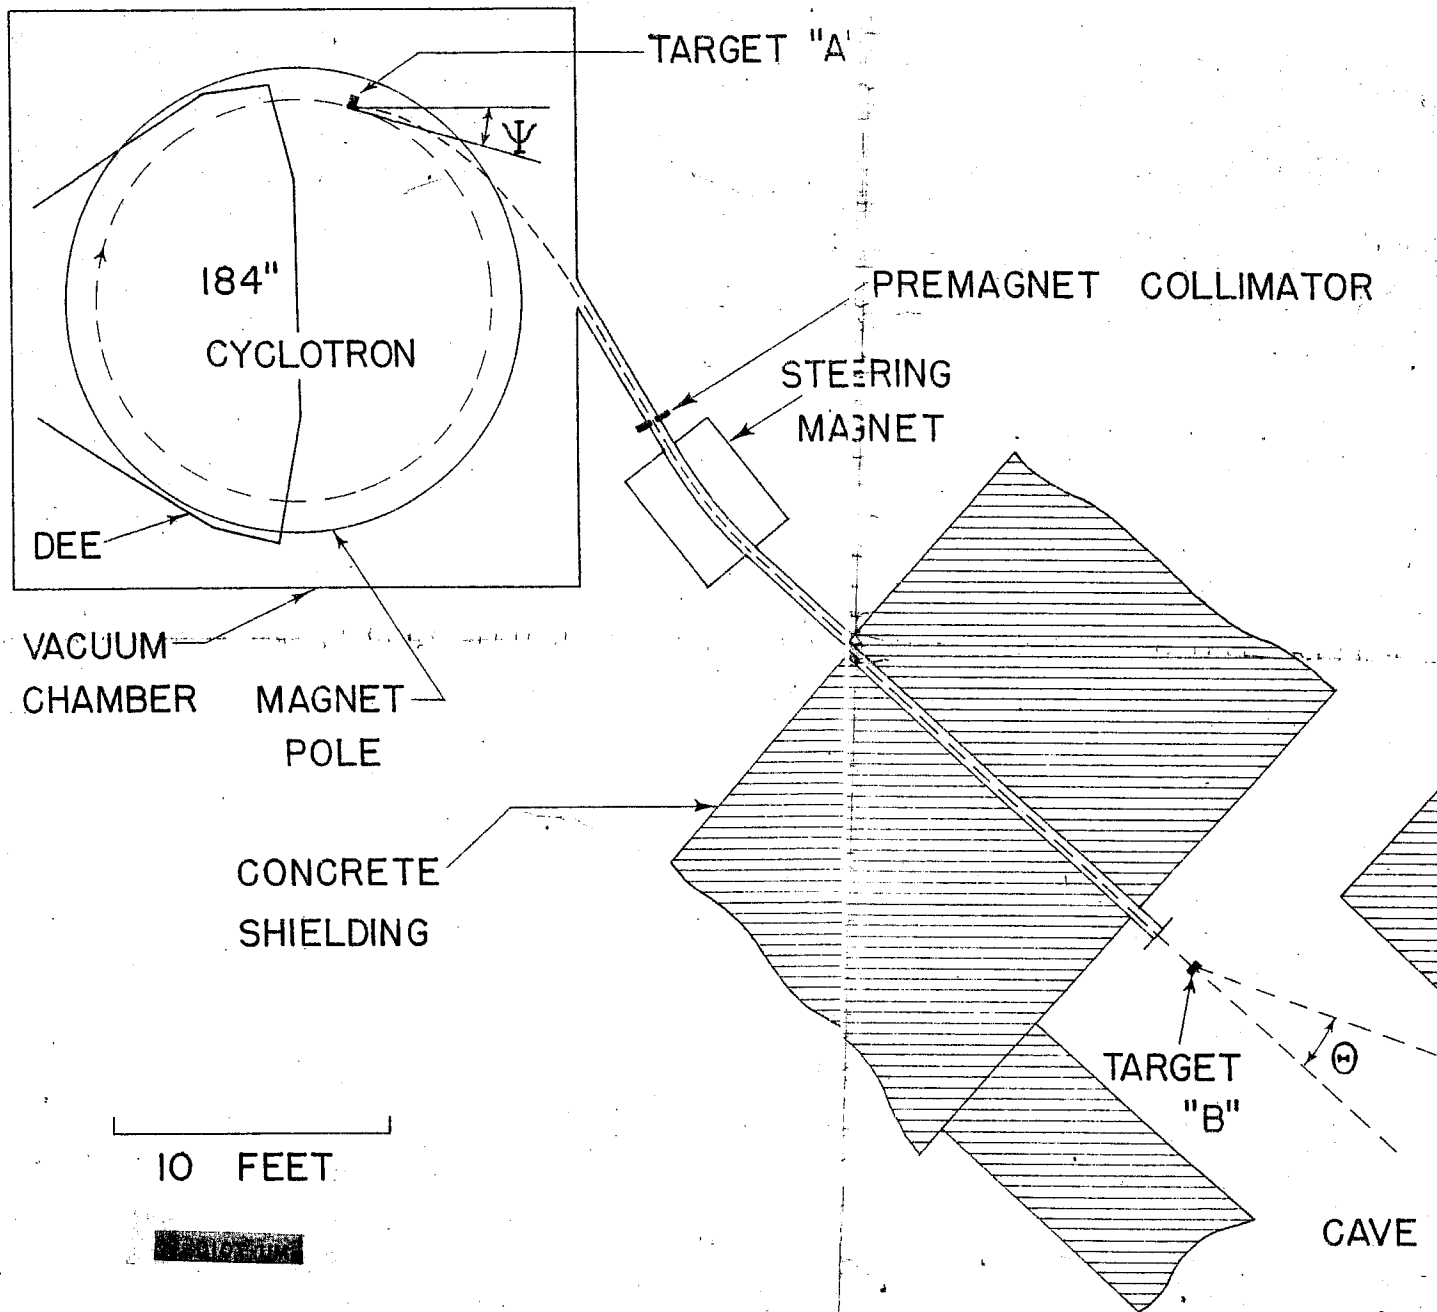 TARGET "A'
Ψ
184"
CYCLOTRON
PREMAGNET COLLIMATOR
STEERING
MAGNET
DEE
VACUUM
CHAMBER
MAGNET
POLE
CONCRETE
SHIELDING
TARGET
"B"
Θ
10 FEET
CAVE